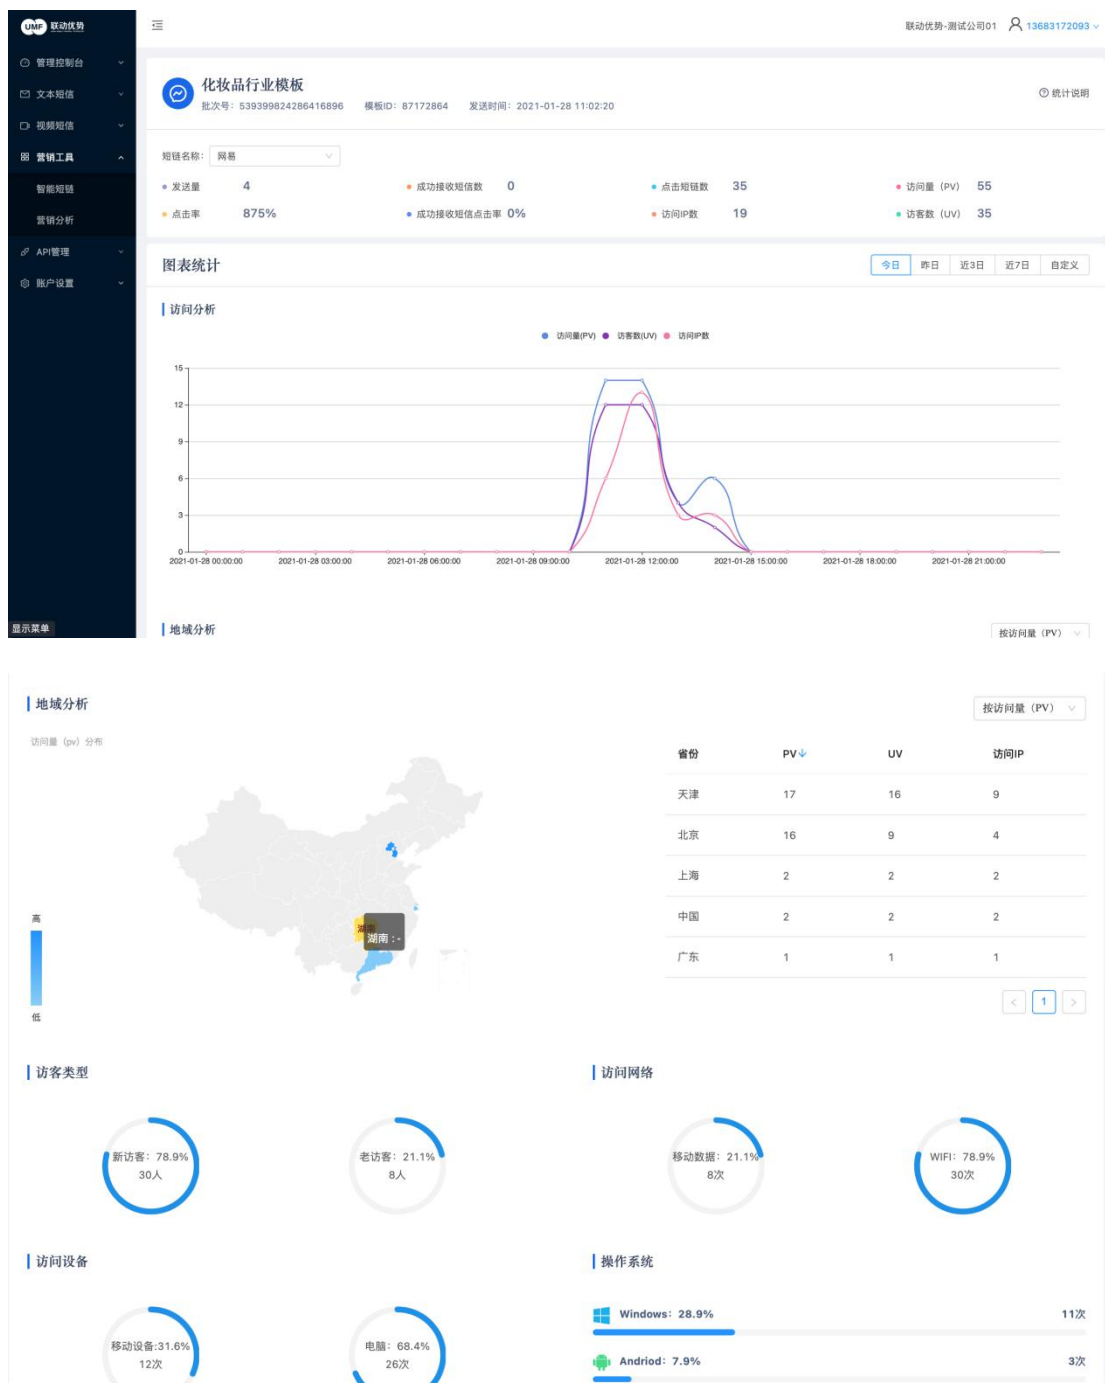 UMF 联动优势
联动优势-测试公司01 13683172093
管理控制台
文本短信
视频短信
营销工具
智能短链
营销分析
API管理
账户设置
显示菜单
化妆品行业模板
批次号：539399824286416896 模板ID：87172864 发送时间：2021-01-28 11:02:20
统计说明
短链名称： 网易
发送量 4 成功接收短信数 0 点击短链数 35 访问量（PV） 55
点击率 875% 成功接收短信点击率 0% 访问IP数 19 访客数（UV） 35
图表统计
今日 昨日 近3日 近7日 自定义
访问分析
访问量(PV) 访客数(UV) 访问IP数
15
12
9
6
3
0
2021-01-28 00:00:00 2021-01-28 03:00:00 2021-01-28 06:00:00 2021-01-28 09:00:00 2021-01-28 12:00:00 2021-01-28 15:00:00 2021-01-28 18:00:00 2021-01-28 21:00:00
地域分析
按访问量（PV）
地域分析
按访问量（PV）
访问量（pv）分布
高
低
湖南 : -
省份 PV UV 访问IP
天津 17 16 9
北京 16 9 4
上海 2 2 2
中国 2 2 2
广东 1 1 1
1
访客类型
新访客：78.9%
30人
老访客：21.1%
8人
访问网络
移动数据：21.1%
8次
WIFI：78.9%
30次
访问设备
移动设备:31.6%
12次
电脑：68.4%
26次
操作系统
Windows：28.9% 11次
Andriod：7.9% 3次